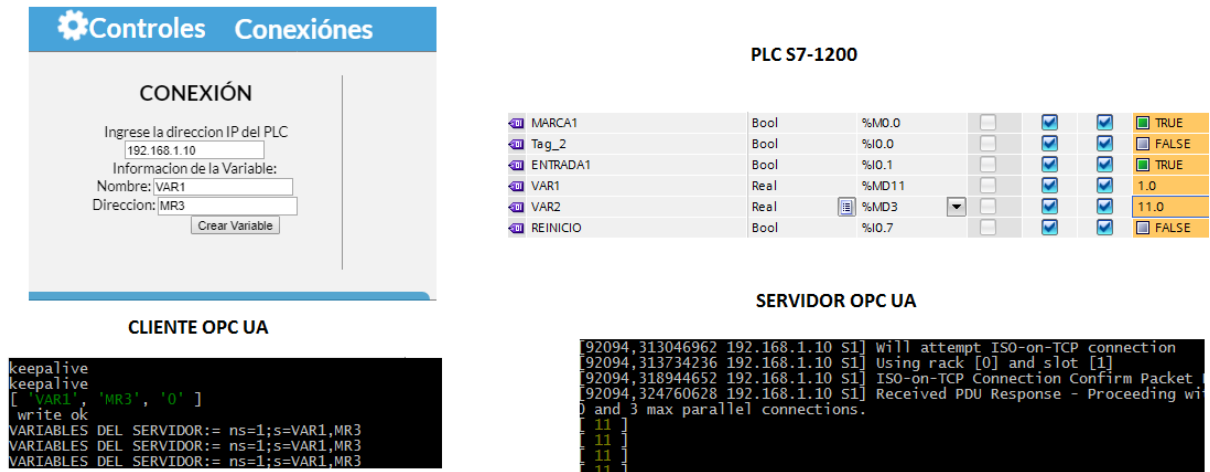 Controles Conexiónes
CONEXIÓN
Ingrese la direccion IP del PLC
192.168.1.10
Informacion de la Variable:
Nombre: VAR1
Direccion: MR3
Crear Variable
PLC S7-1200
MARCA1 Bool %M0.0 TRUE
Tag_2 Bool %I0.0 FALSE
ENTRADA1 Bool %I0.1 TRUE
VAR1 Real %MD11 1.0
VAR2 Real %MD3 11.0
REINICIO Bool %I0.7 FALSE
CLIENTE OPC UA
keepalive
keepalive
[ 'VAR1', 'MR3', '0' ]
write ok
VARIABLES DEL SERVIDOR:= ns=1;s=VAR1,MR3
VARIABLES DEL SERVIDOR:= ns=1;s=VAR1,MR3
VARIABLES DEL SERVIDOR:= ns=1;s=VAR1,MR3
SERVIDOR OPC UA
[92094,313046962 192.168.1.10 S1] Will attempt ISO-on-TCP connection
[92094,313734236 192.168.1.10 S1] Using rack [0] and slot [1]
[92094,318944652 192.168.1.10 S1] ISO-on-TCP Connection Confirm Packet
[92094,324760628 192.168.1.10 S1] Received PDU Response - Proceeding wi
0 and 3 max parallel connections.
[ 11 ]
[ 11 ]
[ 11 ]
[ 11 ]